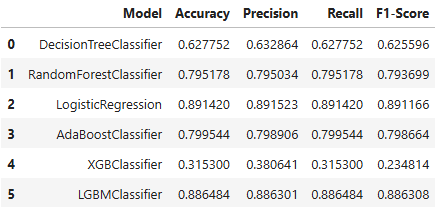 Model Accuracy Precision Recall F1-Score
0 DecisionTreeClassifier 0.627752 0.632864 0.627752 0.625596
1 RandomForestClassifier 0.795178 0.795034 0.795178 0.793699
2 LogisticRegression 0.891420 0.891523 0.891420 0.891166
3 AdaBoostClassifier 0.799544 0.798906 0.799544 0.798664
4 XGBClassifier 0.315300 0.380641 0.315300 0.234814
5 LGBMClassifier 0.886484 0.886301 0.886484 0.886308